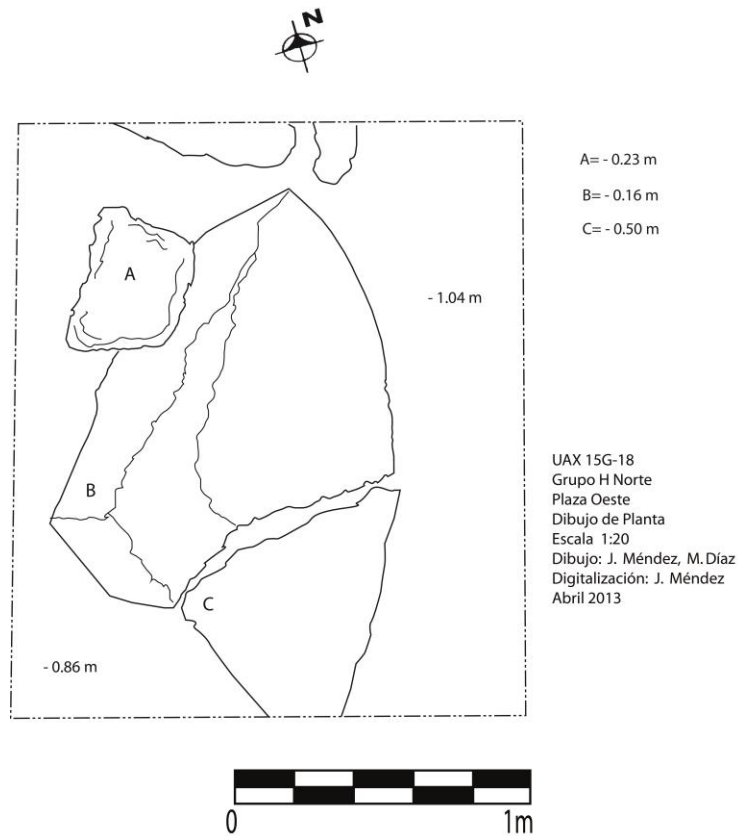 N
A= - 0.23 m
B= - 0.16 m
C= - 0.50 m
A
- 1.04 m
B
C
- 0.86 m
UAX 15G-18
Grupo H Norte
Plaza Oeste
Dibujo de Planta
Escala 1:20
Dibujo: J. Méndez, M. Díaz
Digitalización: J. Méndez
Abril 2013
0 1m